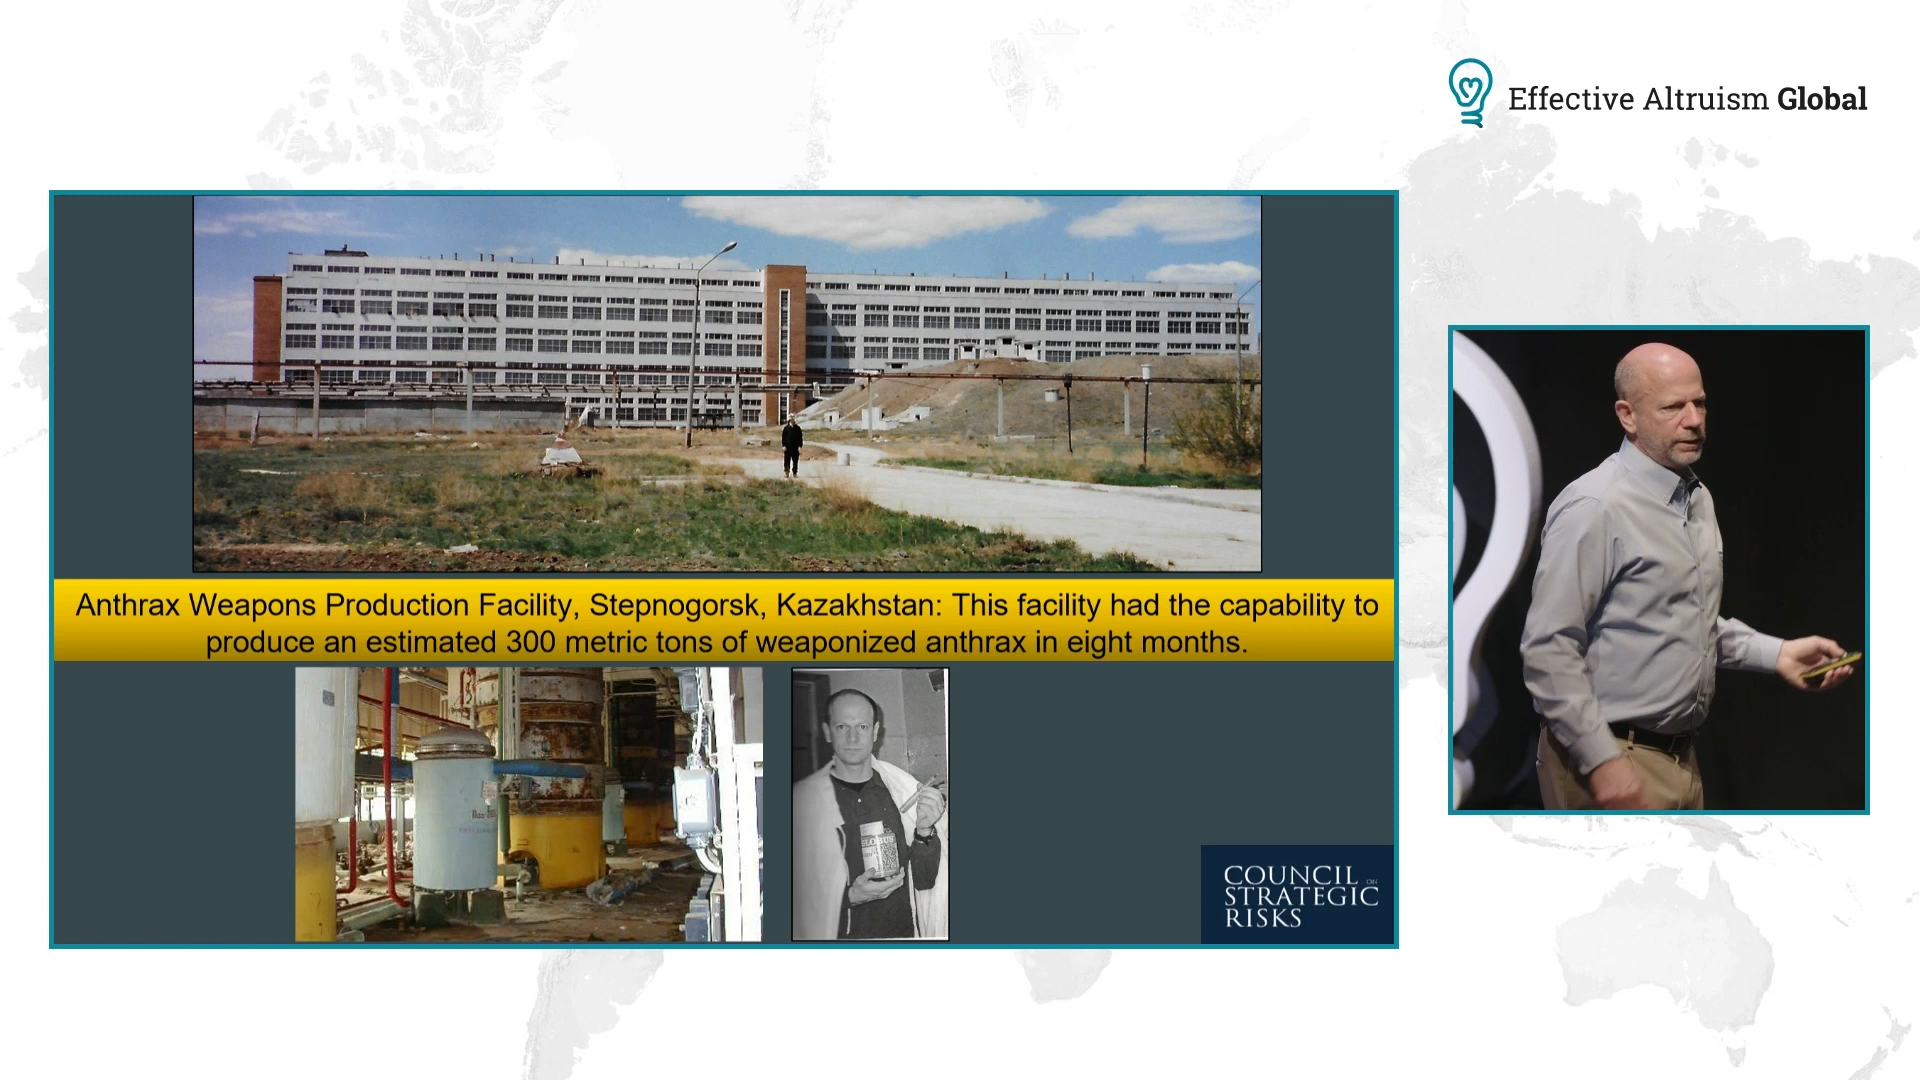 Effective Altruism Global
Anthrax Weapons Production Facility, Stepnogorsk, Kazakhstan: This facility had the capability to
produce an estimated 300 metric tons of weaponized anthrax in eight months.
COUNCIL ON
STRATEGIC
RISKS